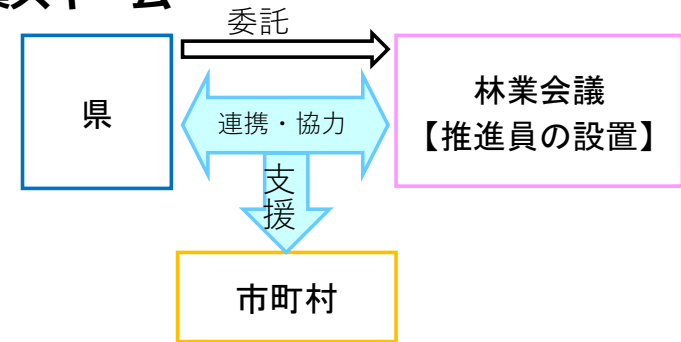 委託
県
連携・協力
林業会議
【推進員の設置】
支援
市町村